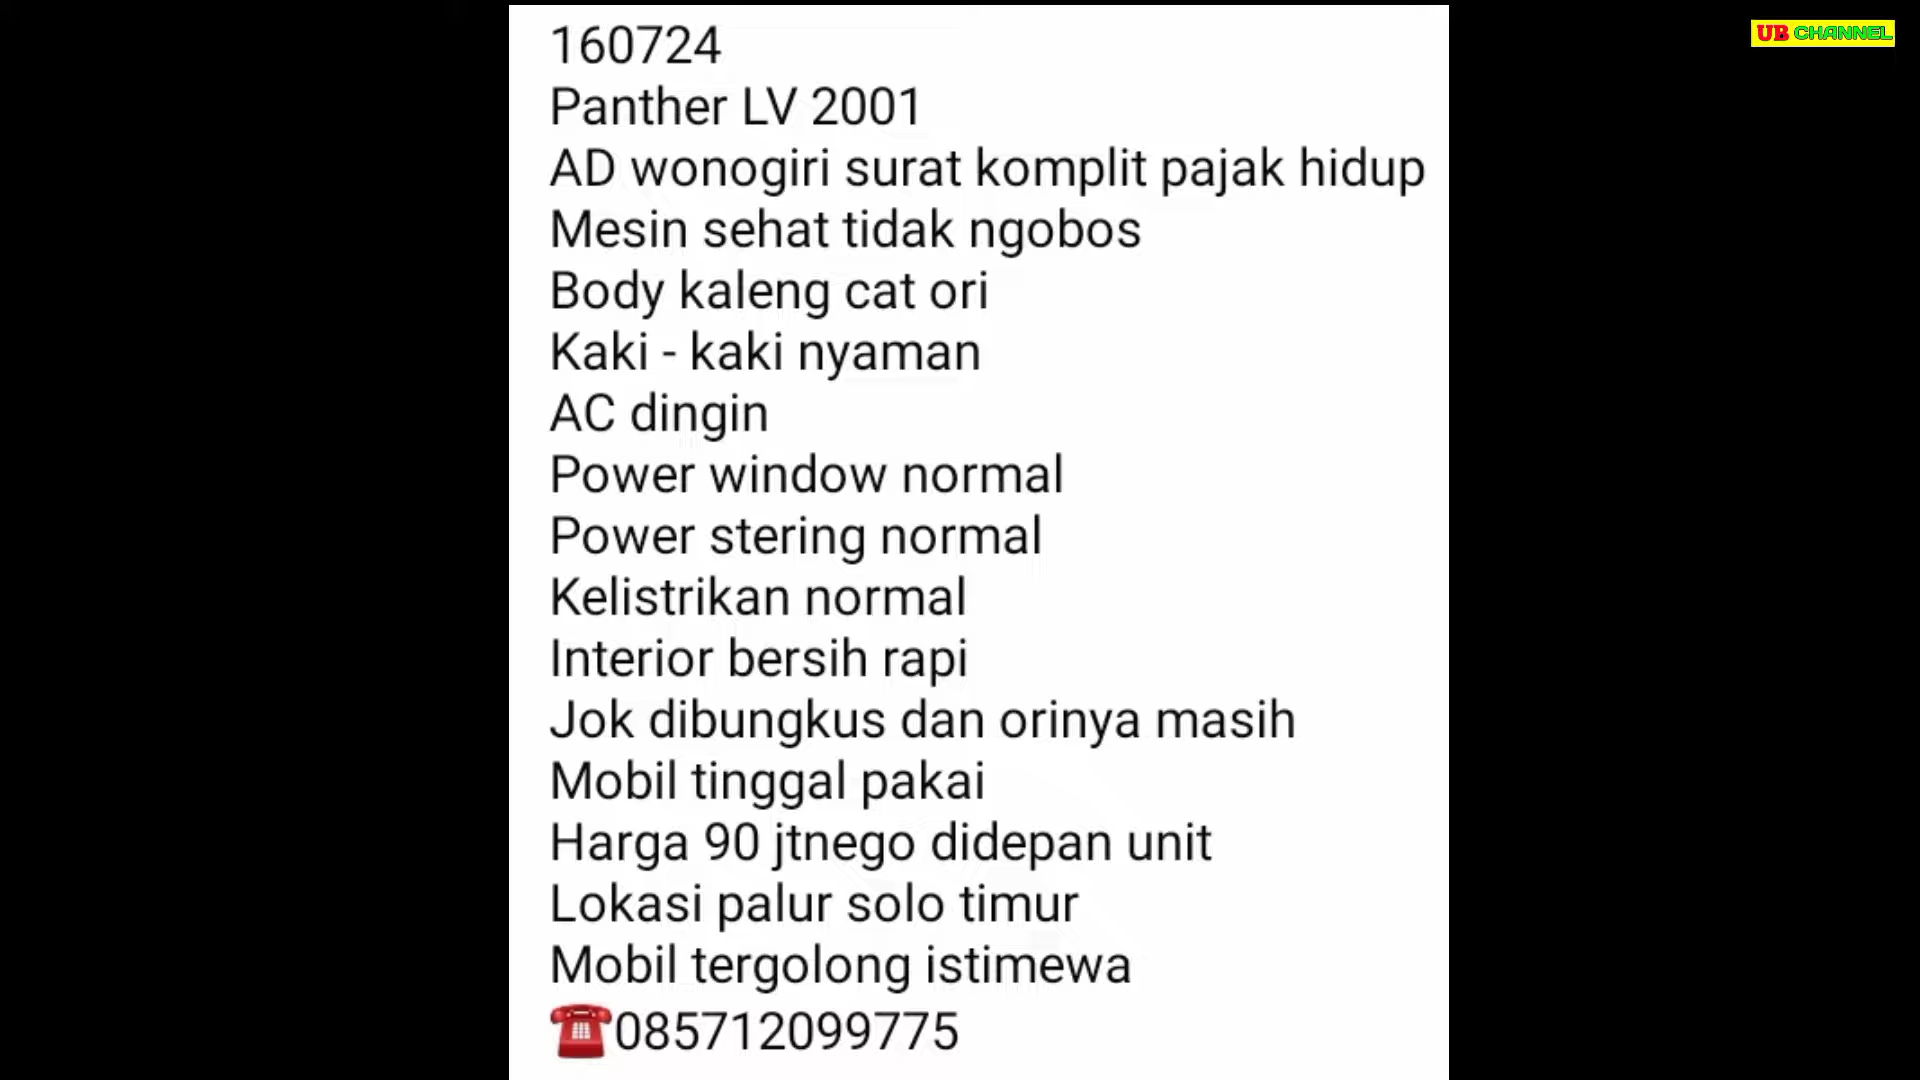 160724
UB CHANNEL
Panther LV 2001
AD wonogiri surat komplit pajak hidup
Mesin sehat tidak ngobos
Body kaleng cat ori
Kaki - kaki nyaman
AC dingin
Power window normal
Power stering normal
Kelistrikan normal
Interior bersih rapi
Jok dibungkus dan orinya masih
Mobil tinggal pakai
Harga 90 jtnego didepan unit
Lokasi palur solo timur
Mobil tergolong istimewa
☎️085712099775